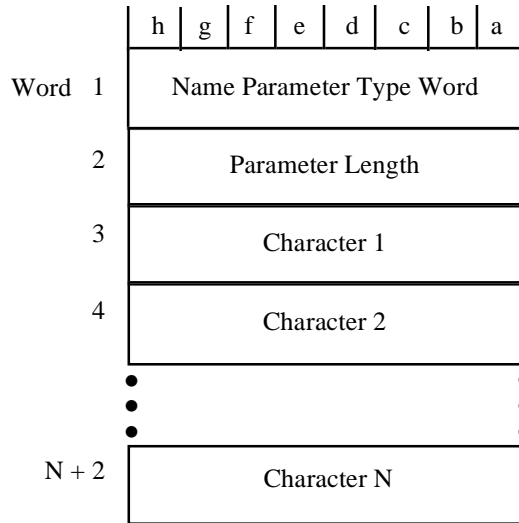 h g f e d c b a
Word 1 Name Parameter Type Word
2 Parameter Length
3 Character 1
4 Character 2
N + 2 Character N